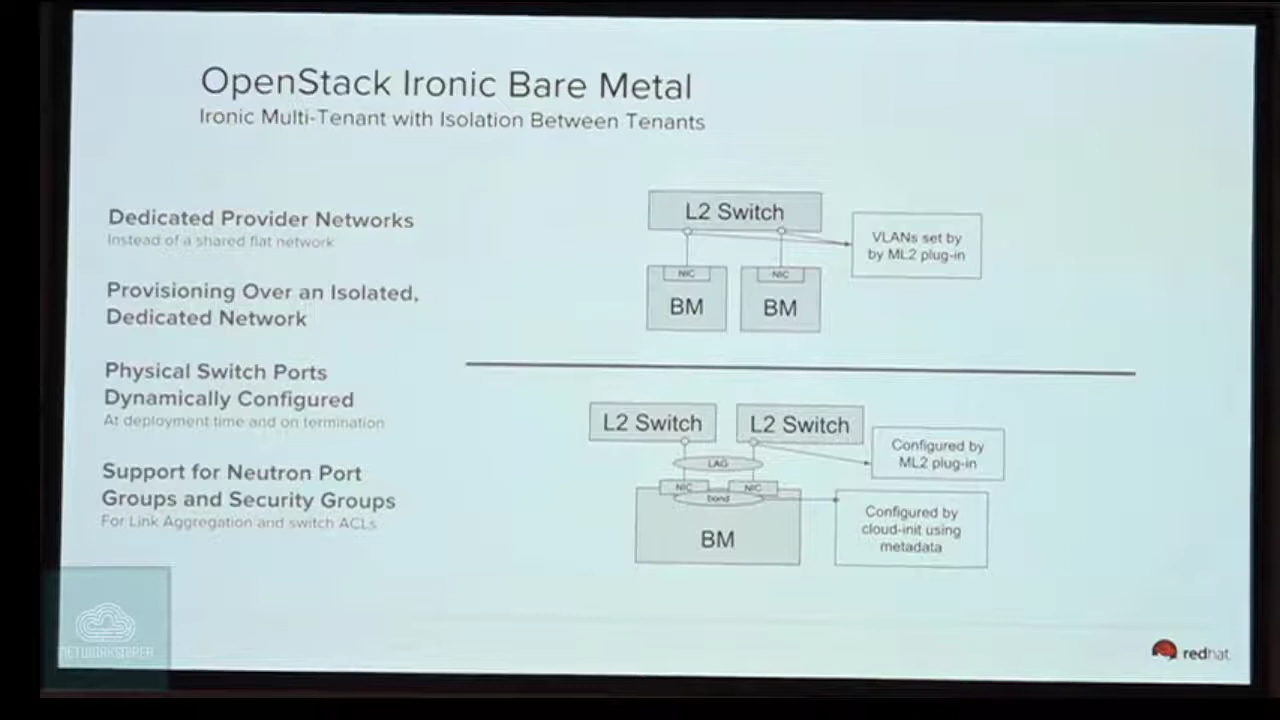 OpenStack Ironic Bare Metal
Ironic Multi-Tenant with Isolation Between Tenants
Dedicated Provider Networks
Instead of a shared flat network
Provisioning Over an Isolated,
Dedicated Network
Physical Switch Ports
Dynamically Configured
At deployment time and on termination
Support for Neutron Port
Groups and Security Groups
For Link Aggregation and switch ACLs
L2 Switch
VLANs set by
by ML2 plug-in
NIC
NIC
BM
BM
L2 Switch
L2 Switch
Configured by
ML2 plug-in
LAG
NIC
NIC
bond
BM
Configured by
cloud-init using
metadata
redhat